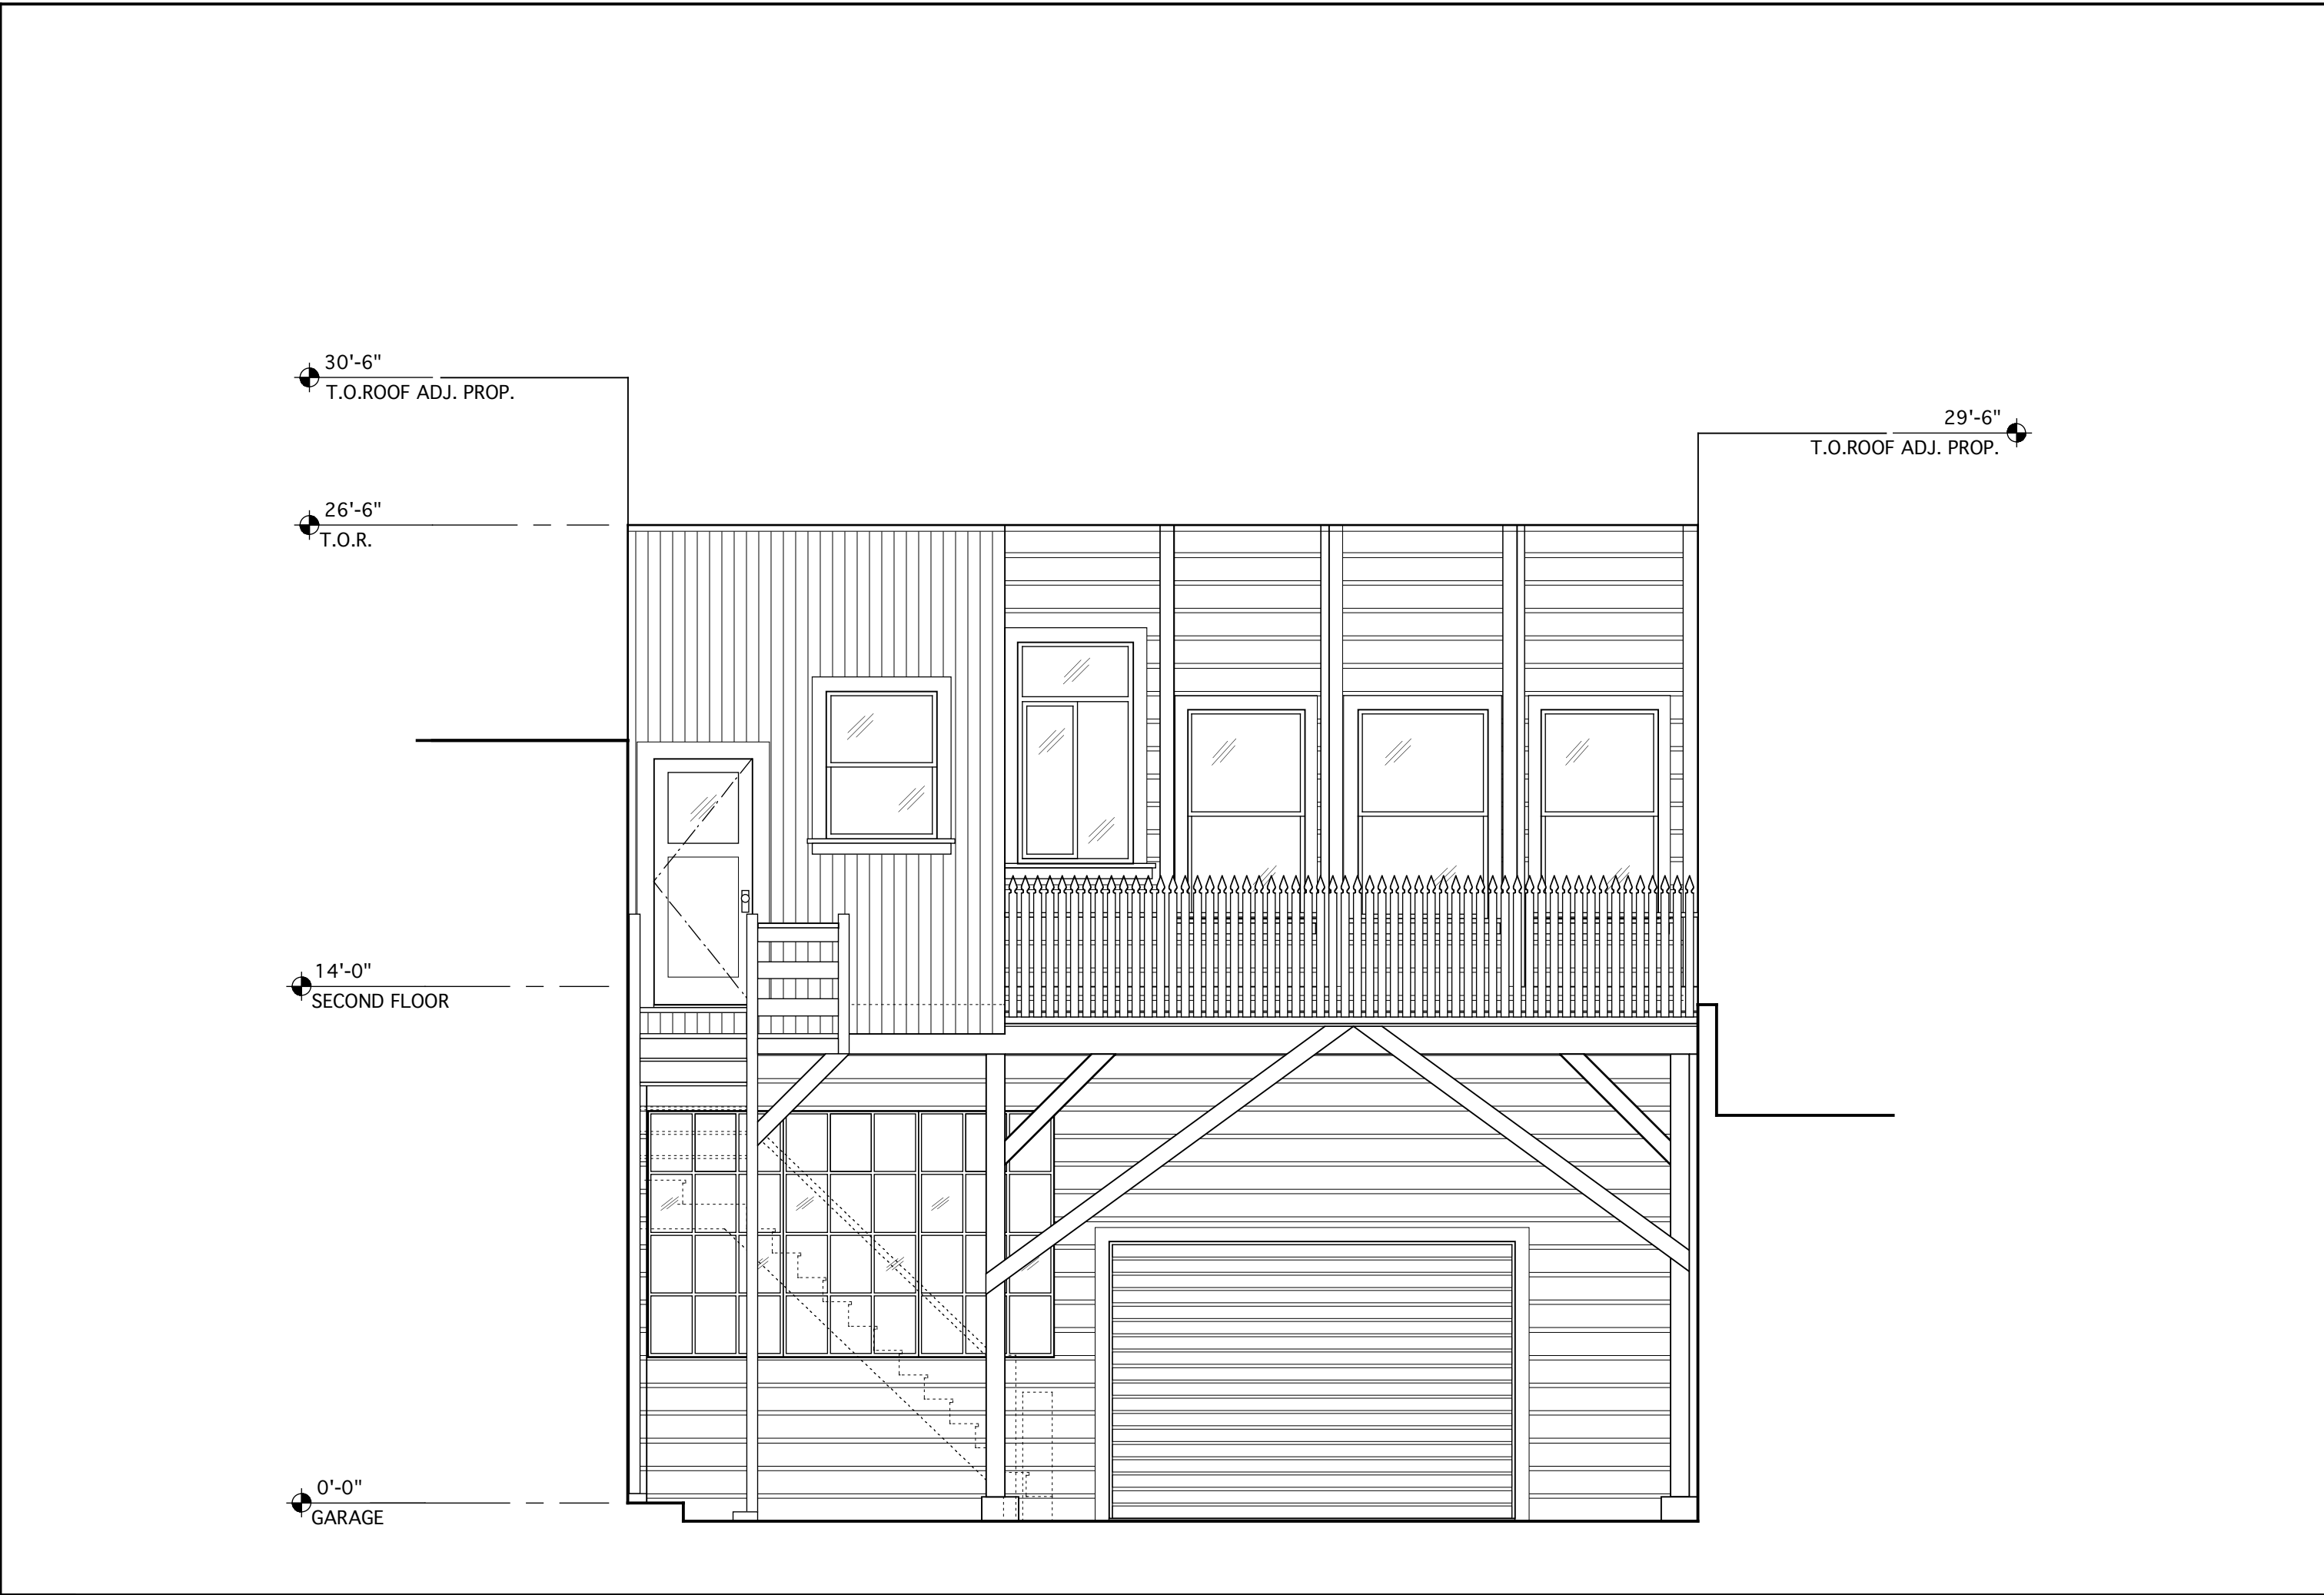 30'-6"
T.O.ROOF ADJ. PROP.
29'-6"
T.O.ROOF ADJ. PROP.
26'-6"
T.O.R.
14'-0"
SECOND FLOOR
0'-0"
GARAGE